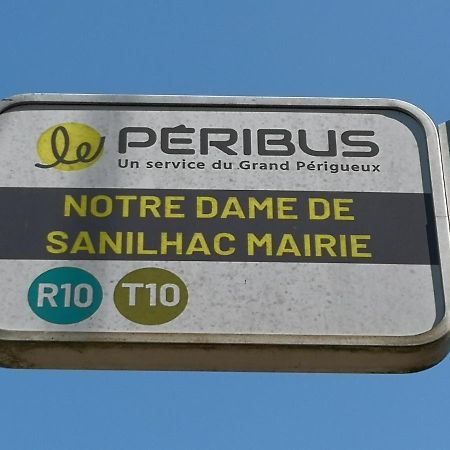 le PÉRIBUS
Un service du Grand Périgueux
NOTRE DAME DE
SANILHAC MAIRIE
R10 T10